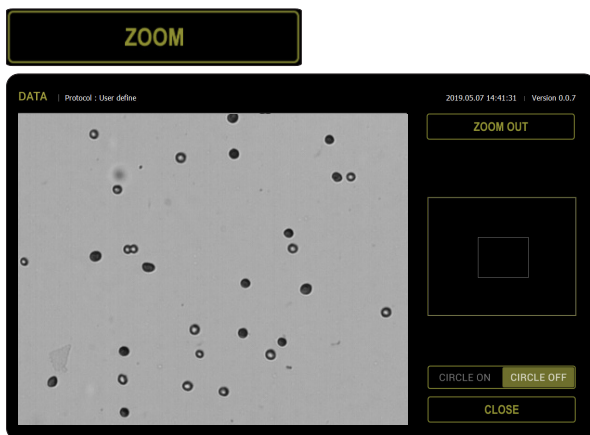 ZOOM
DATA | Protocol : User define 2019.05.07 14:41:31 | Version 0.0.7
ZOOM OUT
CIRCLE ON CIRCLE OFF
CLOSE